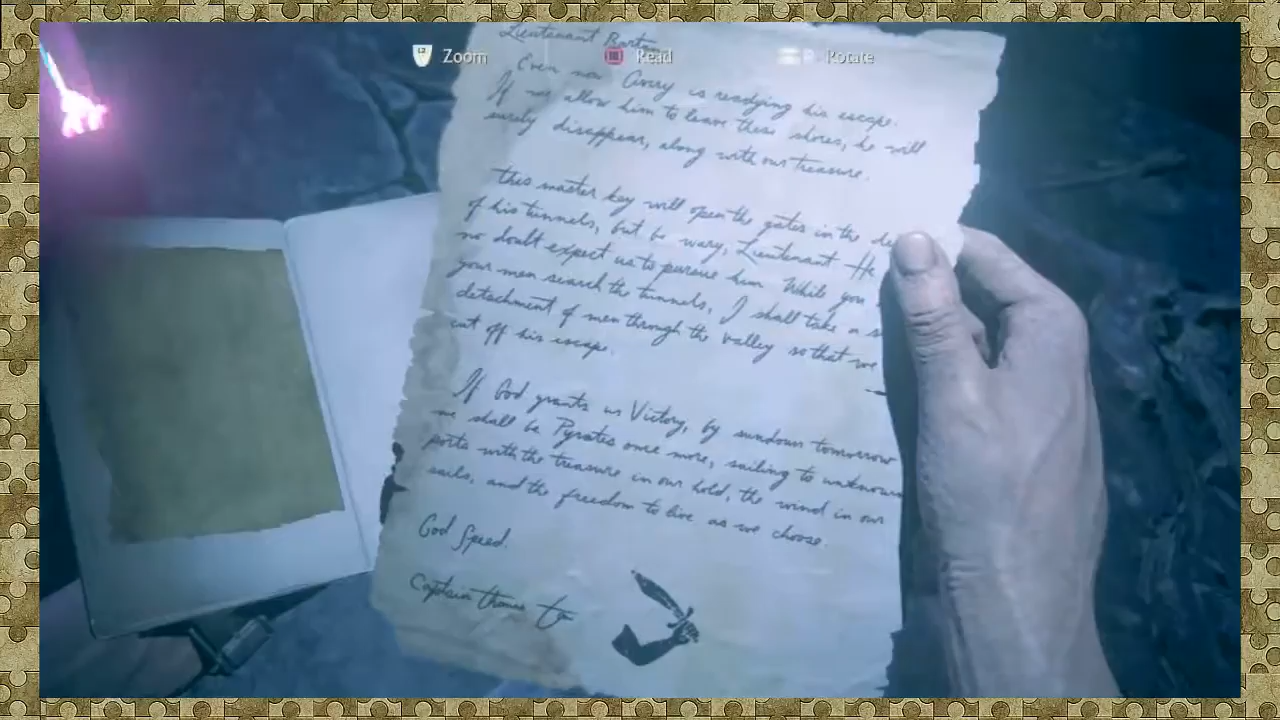 L2 Zoom
Read
R Rotate
Lieutenant Burton
Even now Avery is readying his escape.
If we allow him to leave these shores, he will
surely disappear, along with our treasure.
this master key will open the gates in the de
of his tunnels, but be wary, Lieutenant He
no doubt expect us to pursue him While you
your men search the tunnels, I shall take a s
detachment of men through the valley so that we
cut off his escape.
If God grants us Victory, by sundown tomorrow
we shall be Pyrates once more, sailing to unknown
ports with the treasure in our hold, the wind in our
sails, and the freedom to live as we choose.
God Speed.
Captain Thomas Tew